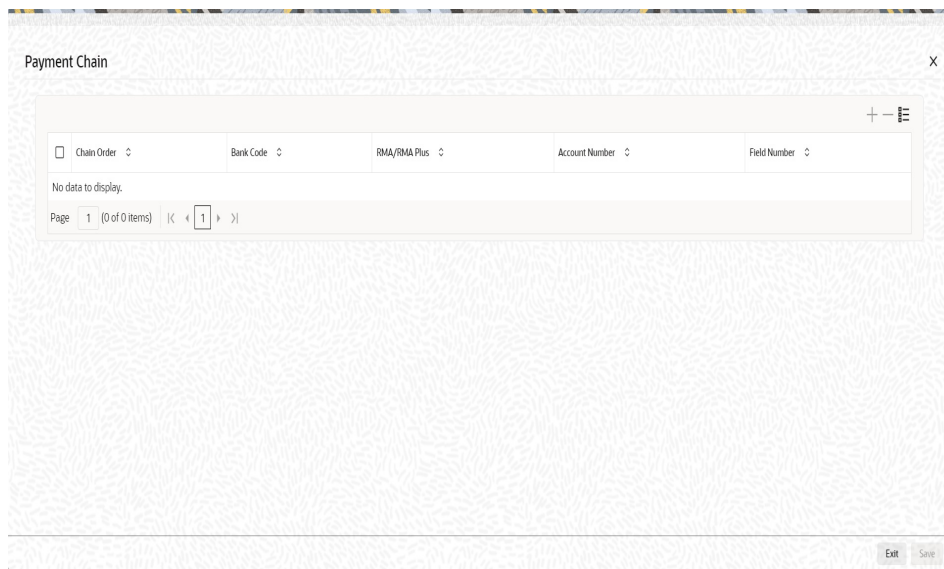 Payment Chain
Chain Order Bank Code RMA/RMA Plus Account Number Field Number
No data to display.
Page 1 (0 of 0 items) 1
Exit Save